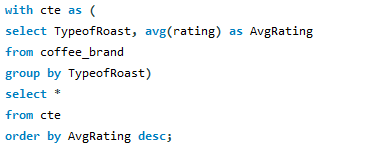 with cte as (
select TypeofRoast, avg(rating) as AvgRating
from coffee_brand
group by TypeofRoast)
select *
from cte
order by AvgRating desc;